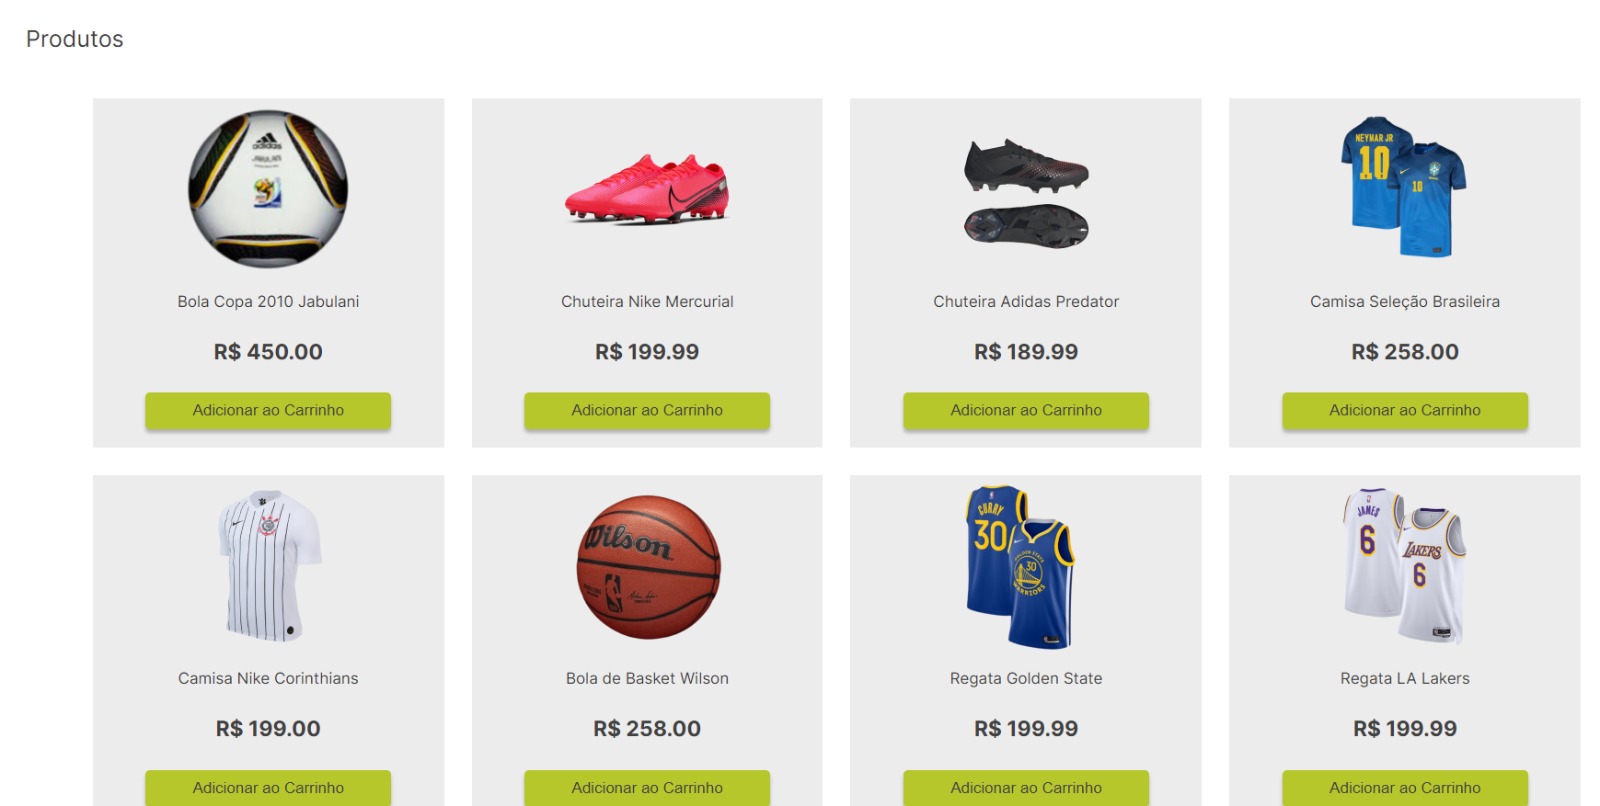 Produtos
adidas
JABULANI
Bola Copa 2010 Jabulani
R$ 450.00
Adicionar ao Carrinho
Chuteira Nike Mercurial
R$ 199.99
Adicionar ao Carrinho
Chuteira Adidas Predator
R$ 189.99
Adicionar ao Carrinho
NEYMAR JR
10
10
Camisa Seleção Brasileira
R$ 258.00
Adicionar ao Carrinho
Camisa Nike Corinthians
R$ 199.00
Adicionar ao Carrinho
Wilson
Bola de Basket Wilson
R$ 258.00
Adicionar ao Carrinho
CURRY
30
GOLDEN STATE
30
WARRIORS
Regata Golden State
R$ 199.99
Adicionar ao Carrinho
JAMES
6
LAKERS
6
Regata LA Lakers
R$ 199.99
Adicionar ao Carrinho